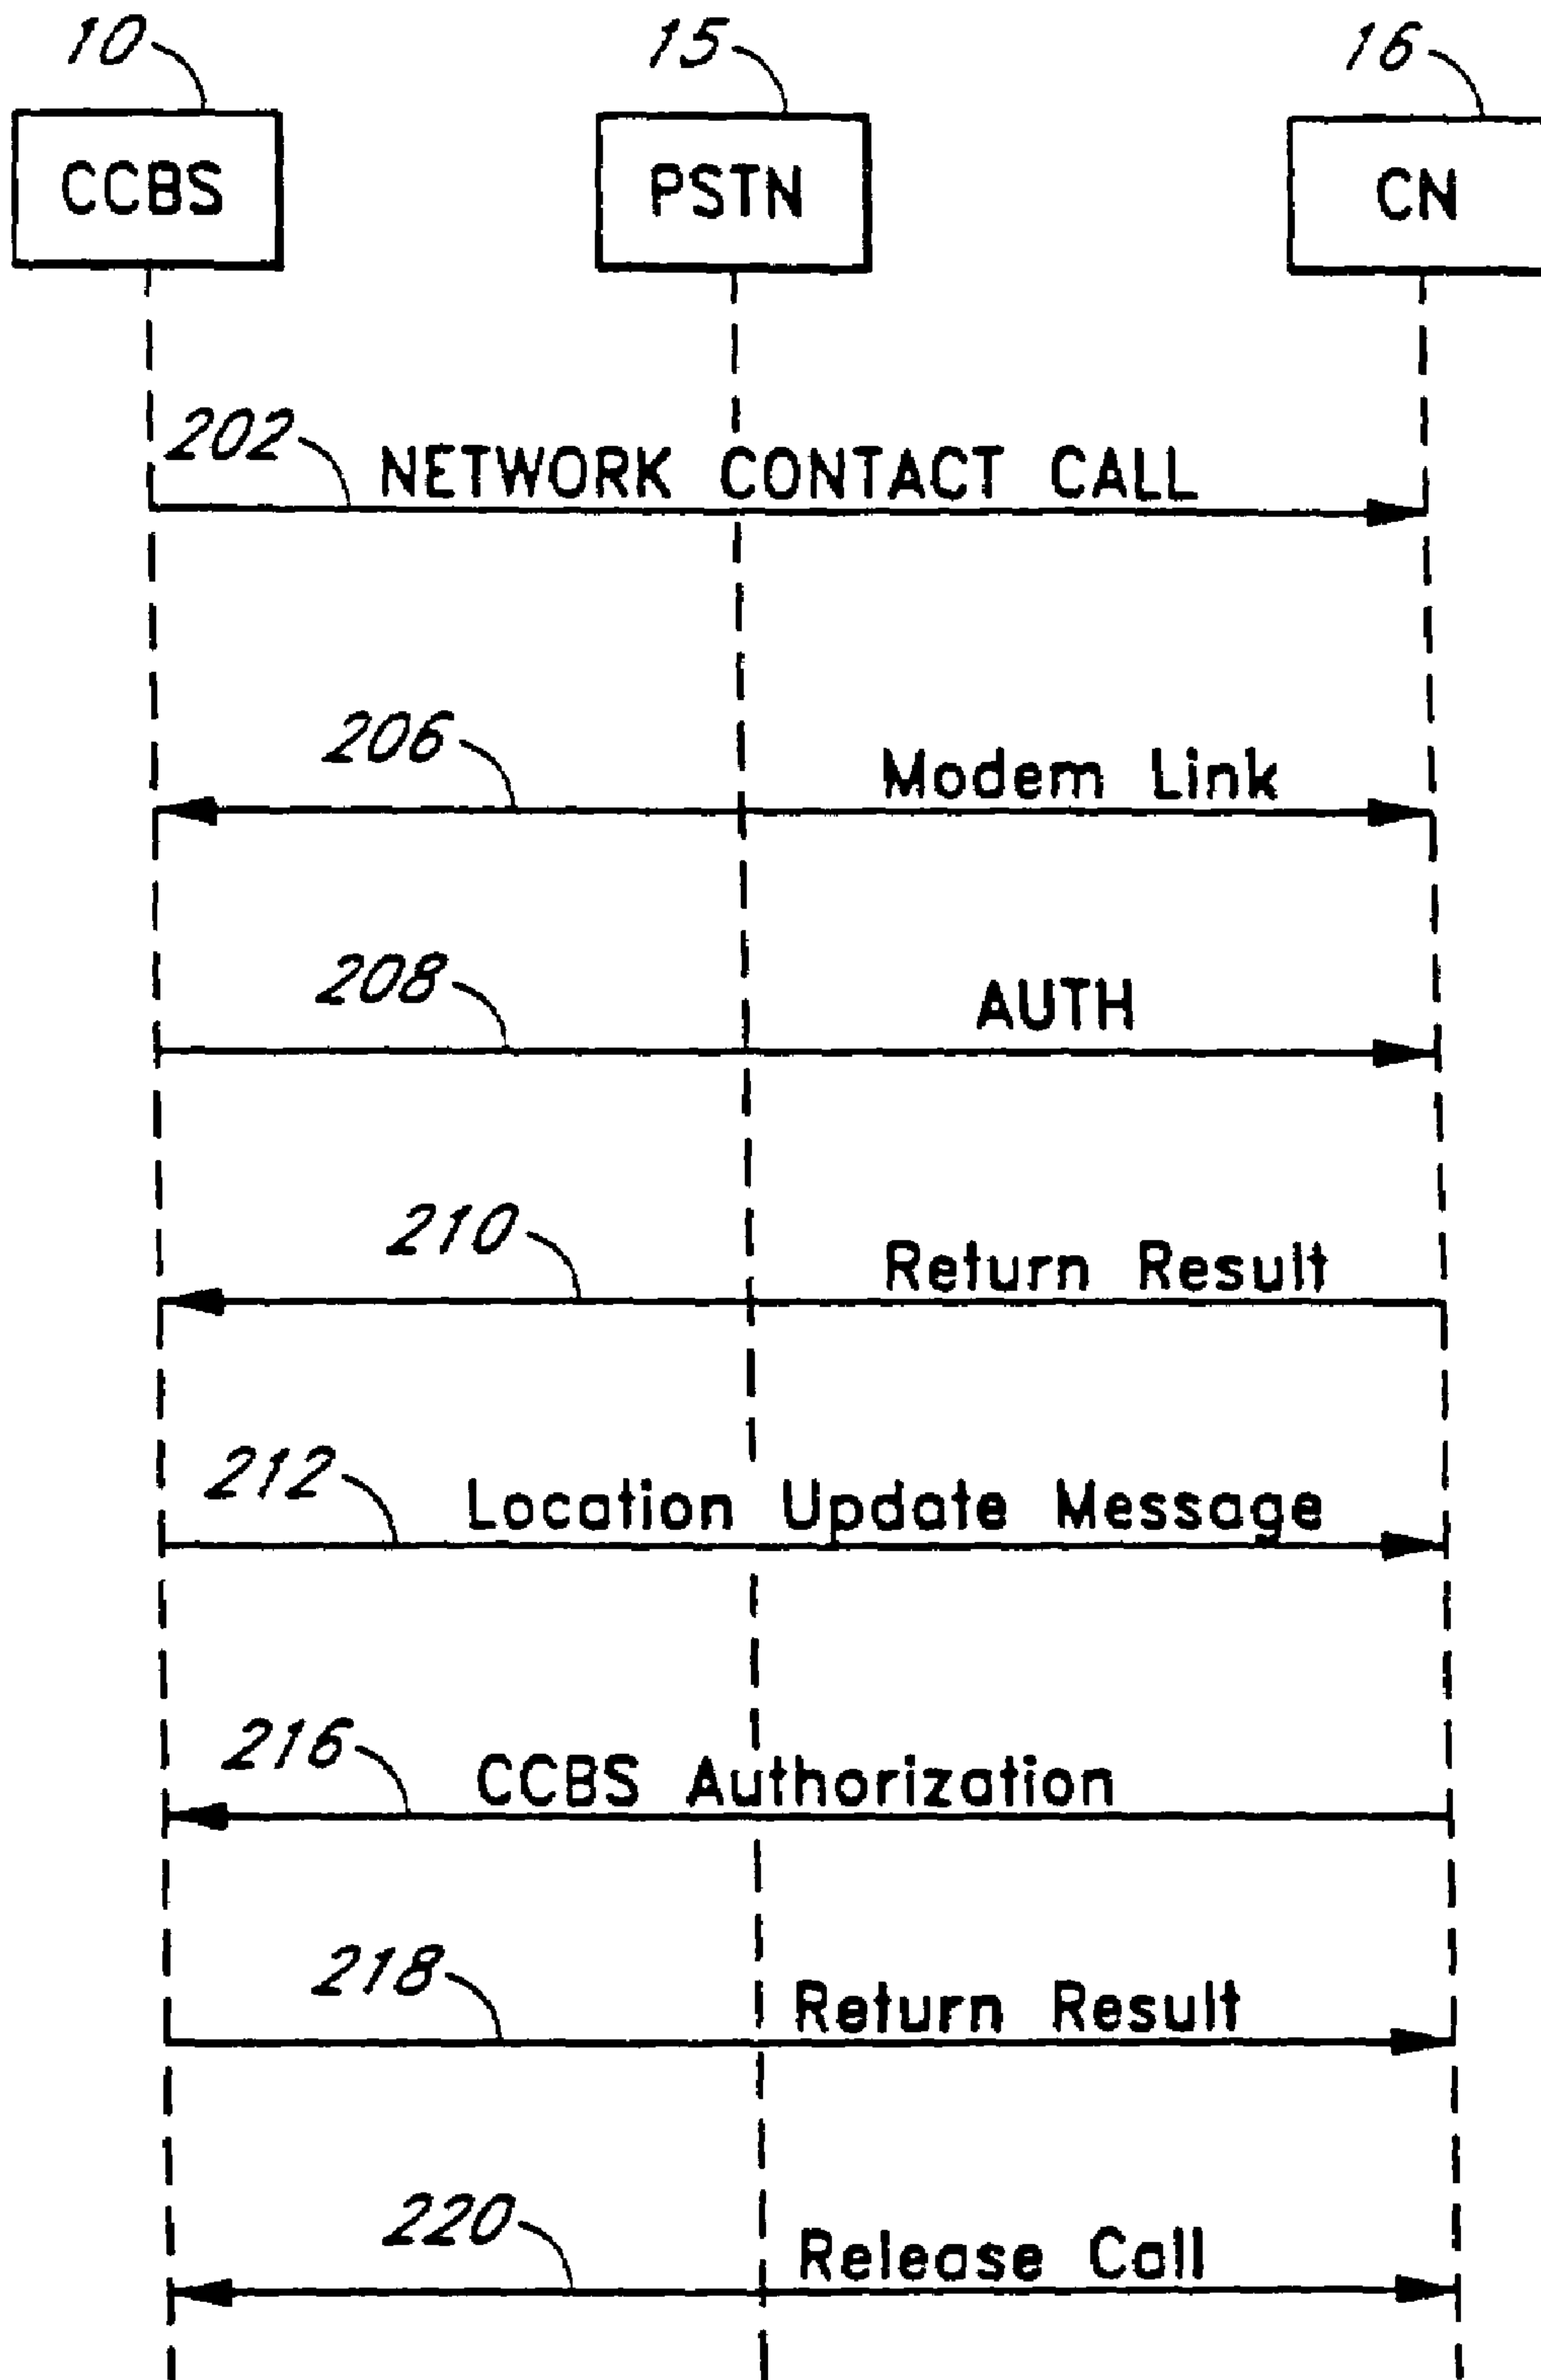 10 15 16
CCBS PSTN CN
202 NETWORK CONTACT CALL
206 Modem Link
208 AUTH
210 Return Result
212 Location Update Message
216 CCBS Authorization
218 Return Result
220 Release Call